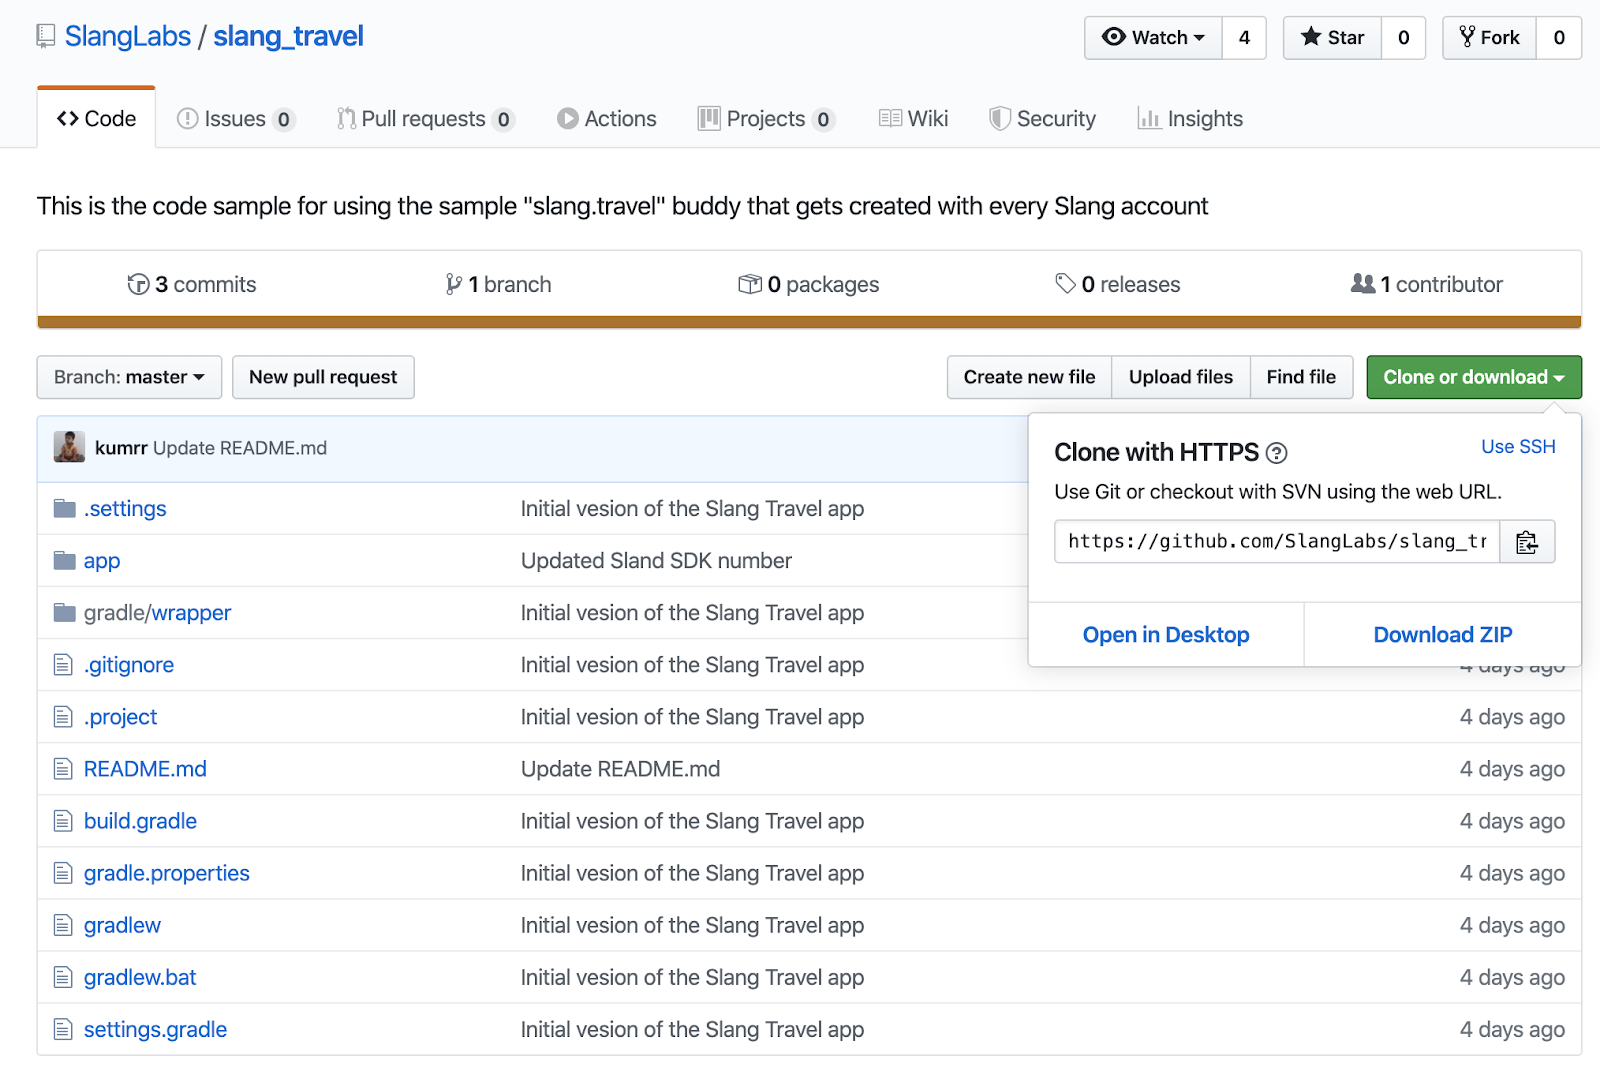 SlangLabs / slang_travel
Watch 4 Star 0 Fork 0
Code Issues 0 Pull requests 0 Actions Projects 0 Wiki Security Insights
This is the code sample for using the sample "slang.travel" buddy that gets created with every Slang account
3 commits 1 branch 0 packages 0 releases 1 contributor
Branch: master New pull request Create new file Upload files Find file Clone or download
kumrr Update README.md
Clone with HTTPS ? Use SSH
Use Git or checkout with SVN using the web URL.
https://github.com/SlangLabs/slang_tr
Open in Desktop Download ZIP
.settings Initial vesion of the Slang Travel app
app Updated Sland SDK number
gradle/wrapper Initial vesion of the Slang Travel app
.gitignore Initial vesion of the Slang Travel app 4 days ago
.project Initial vesion of the Slang Travel app 4 days ago
README.md Update README.md 4 days ago
build.gradle Initial vesion of the Slang Travel app 4 days ago
gradle.properties Initial vesion of the Slang Travel app 4 days ago
gradlew Initial vesion of the Slang Travel app 4 days ago
gradlew.bat Initial vesion of the Slang Travel app 4 days ago
settings.gradle Initial vesion of the Slang Travel app 4 days ago